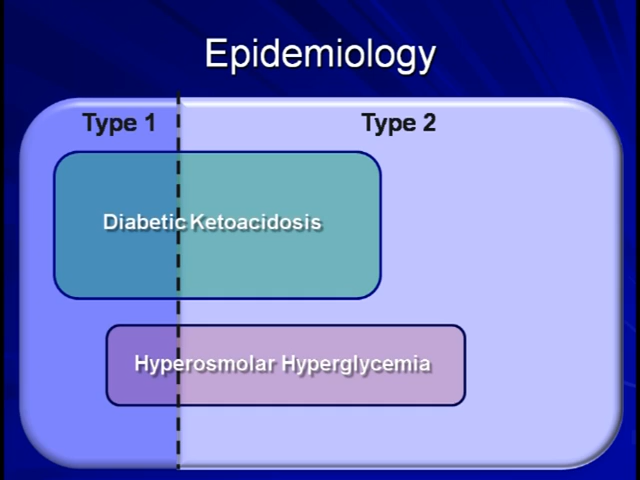 Epidemiology
Type 1
Type 2
Diabetic Ketoacidosis
Hyperosmolar Hyperglycemia